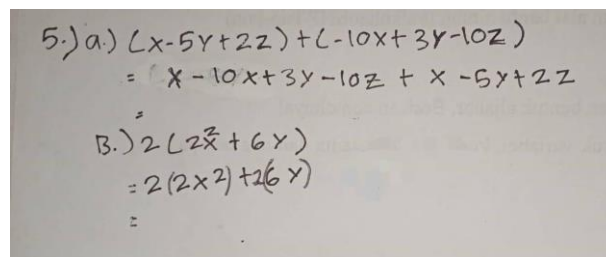 5.) a.) (x-5y+2z)+(-10x+3y-10z)
= x-10x+3y-10z + x -5y+2z
=
B.) 2(2x²+6y)
= 2(2x2)+2(6y)
=